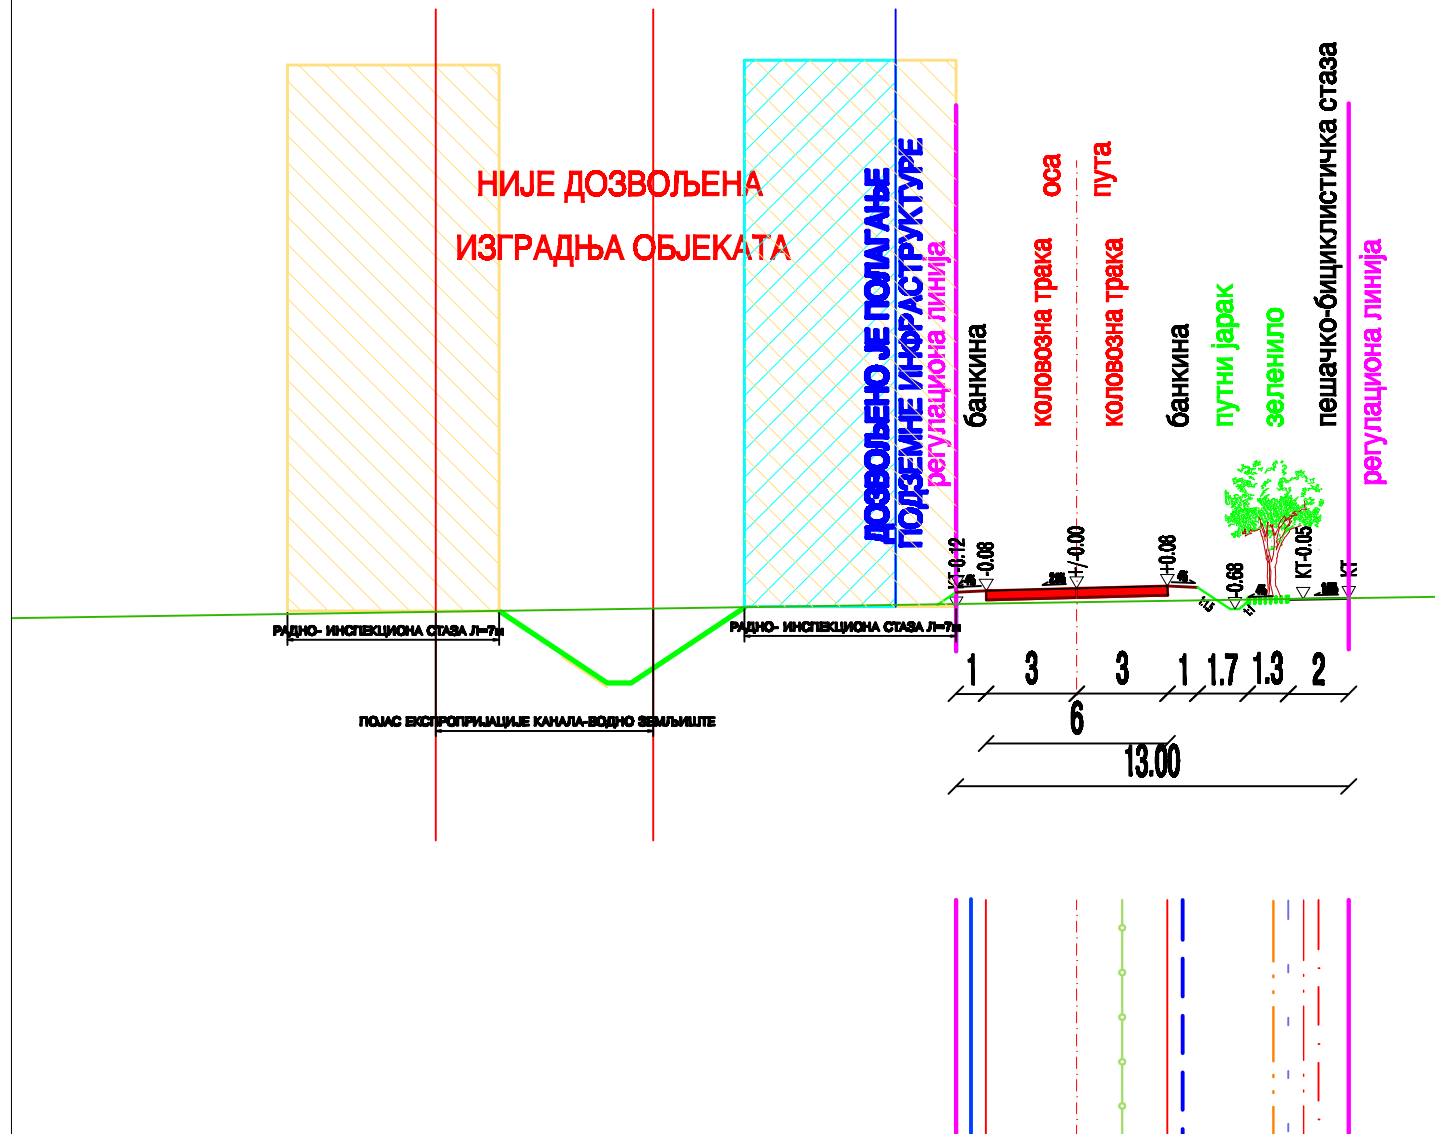 НИЈЕ ДОЗВОЉЕНА
ИЗГРАДЊА ОБЈЕКАТА
ДОЗВОЉЕНО ЈЕ ПОЛАГАЊЕ
ПОДЗЕМНЕ ИНФРАСТРУКТУРЕ
регулациона линија
банкина
коловозна трака
оса
пута
коловозна трака
банкина
путни јарак
зеленило
пешачко-бициклистичка стаза
регулациона линија
КТ-0.12
-0.08
+/-0.00
+0.08
-0.68
КТ-0.05
КТ
РАДНО- ИНСПЕКЦИОНА СТАЗА Л=7м
РАДНО- ИНСПЕКЦИОНА СТАЗА Л=7м
ПОЈАС ЕКСПРОПРИЈАЦИЈЕ КАНАЛА-ВОДНО ЗЕМЉИШТЕ
1 3 3 1 1.7 1.3 2
6
13.00